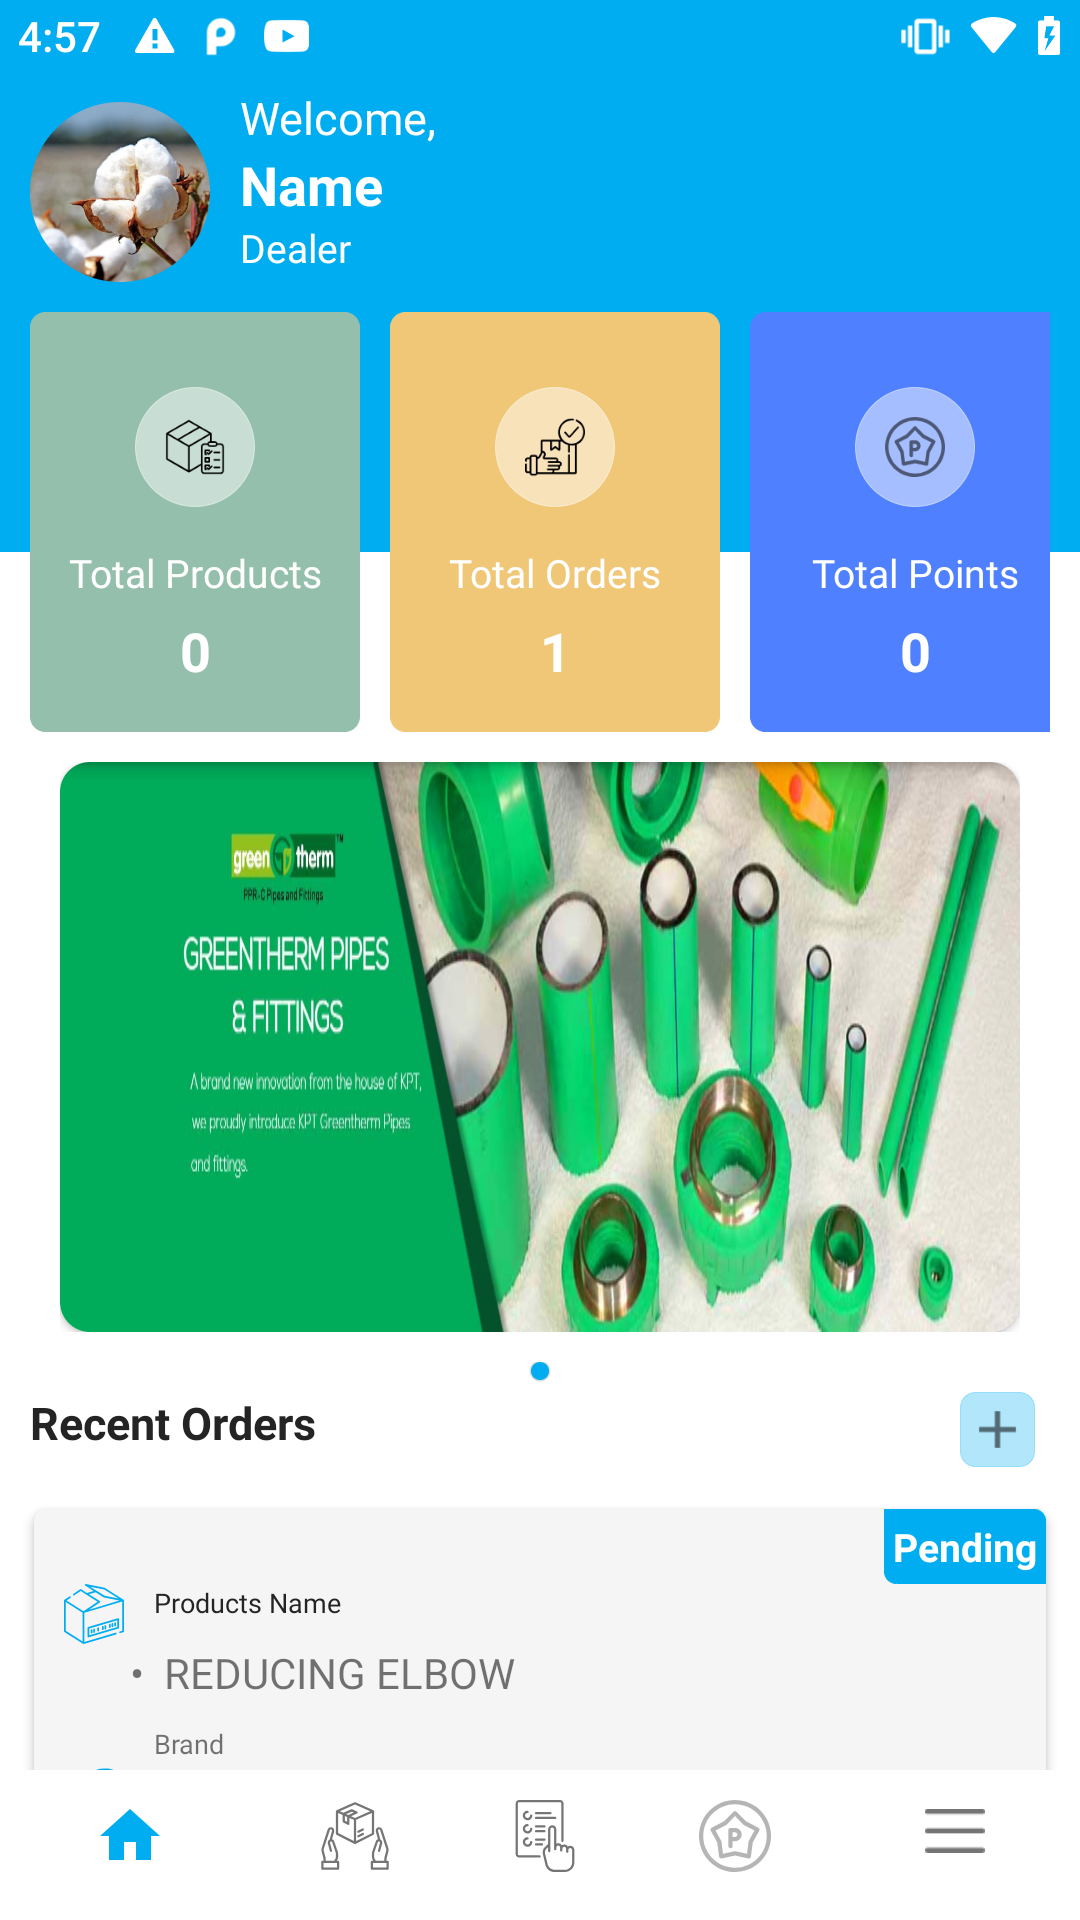 4:57
Welcome,
Name
Dealer
Total Products
0
Total Orders
1
P
Total Points
0
green therm™
PPR-C Pipes and Fittings
GREENTHERM PIPES
& FITTINGS
A brand new innovation from the house of KPT,
we proudly introduce KPT Greentherm Pipes
and fittings.
Recent Orders
Pending
Products Name
• REDUCING ELBOW
Brand
P